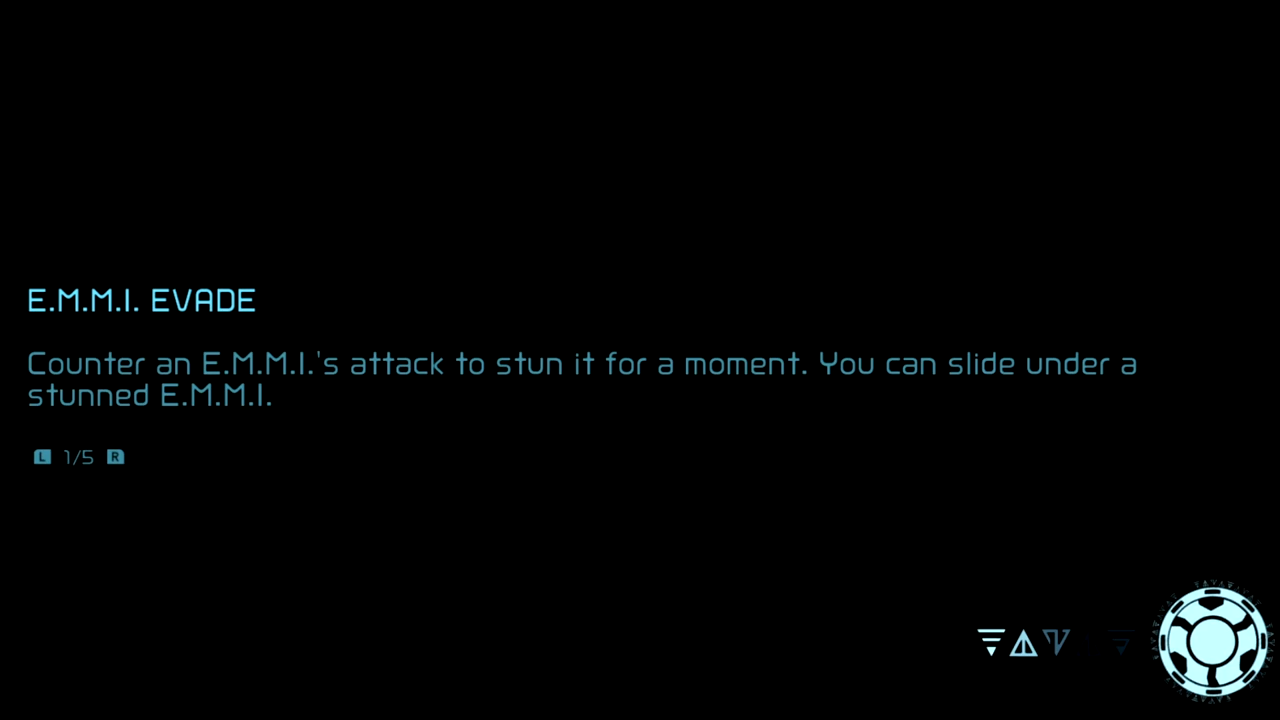 E.M.M.I. EVADE
Counter an E.M.M.I.'s attack to stun it for a moment. You can slide under a
stunned E.M.M.I.
L 1/5 R